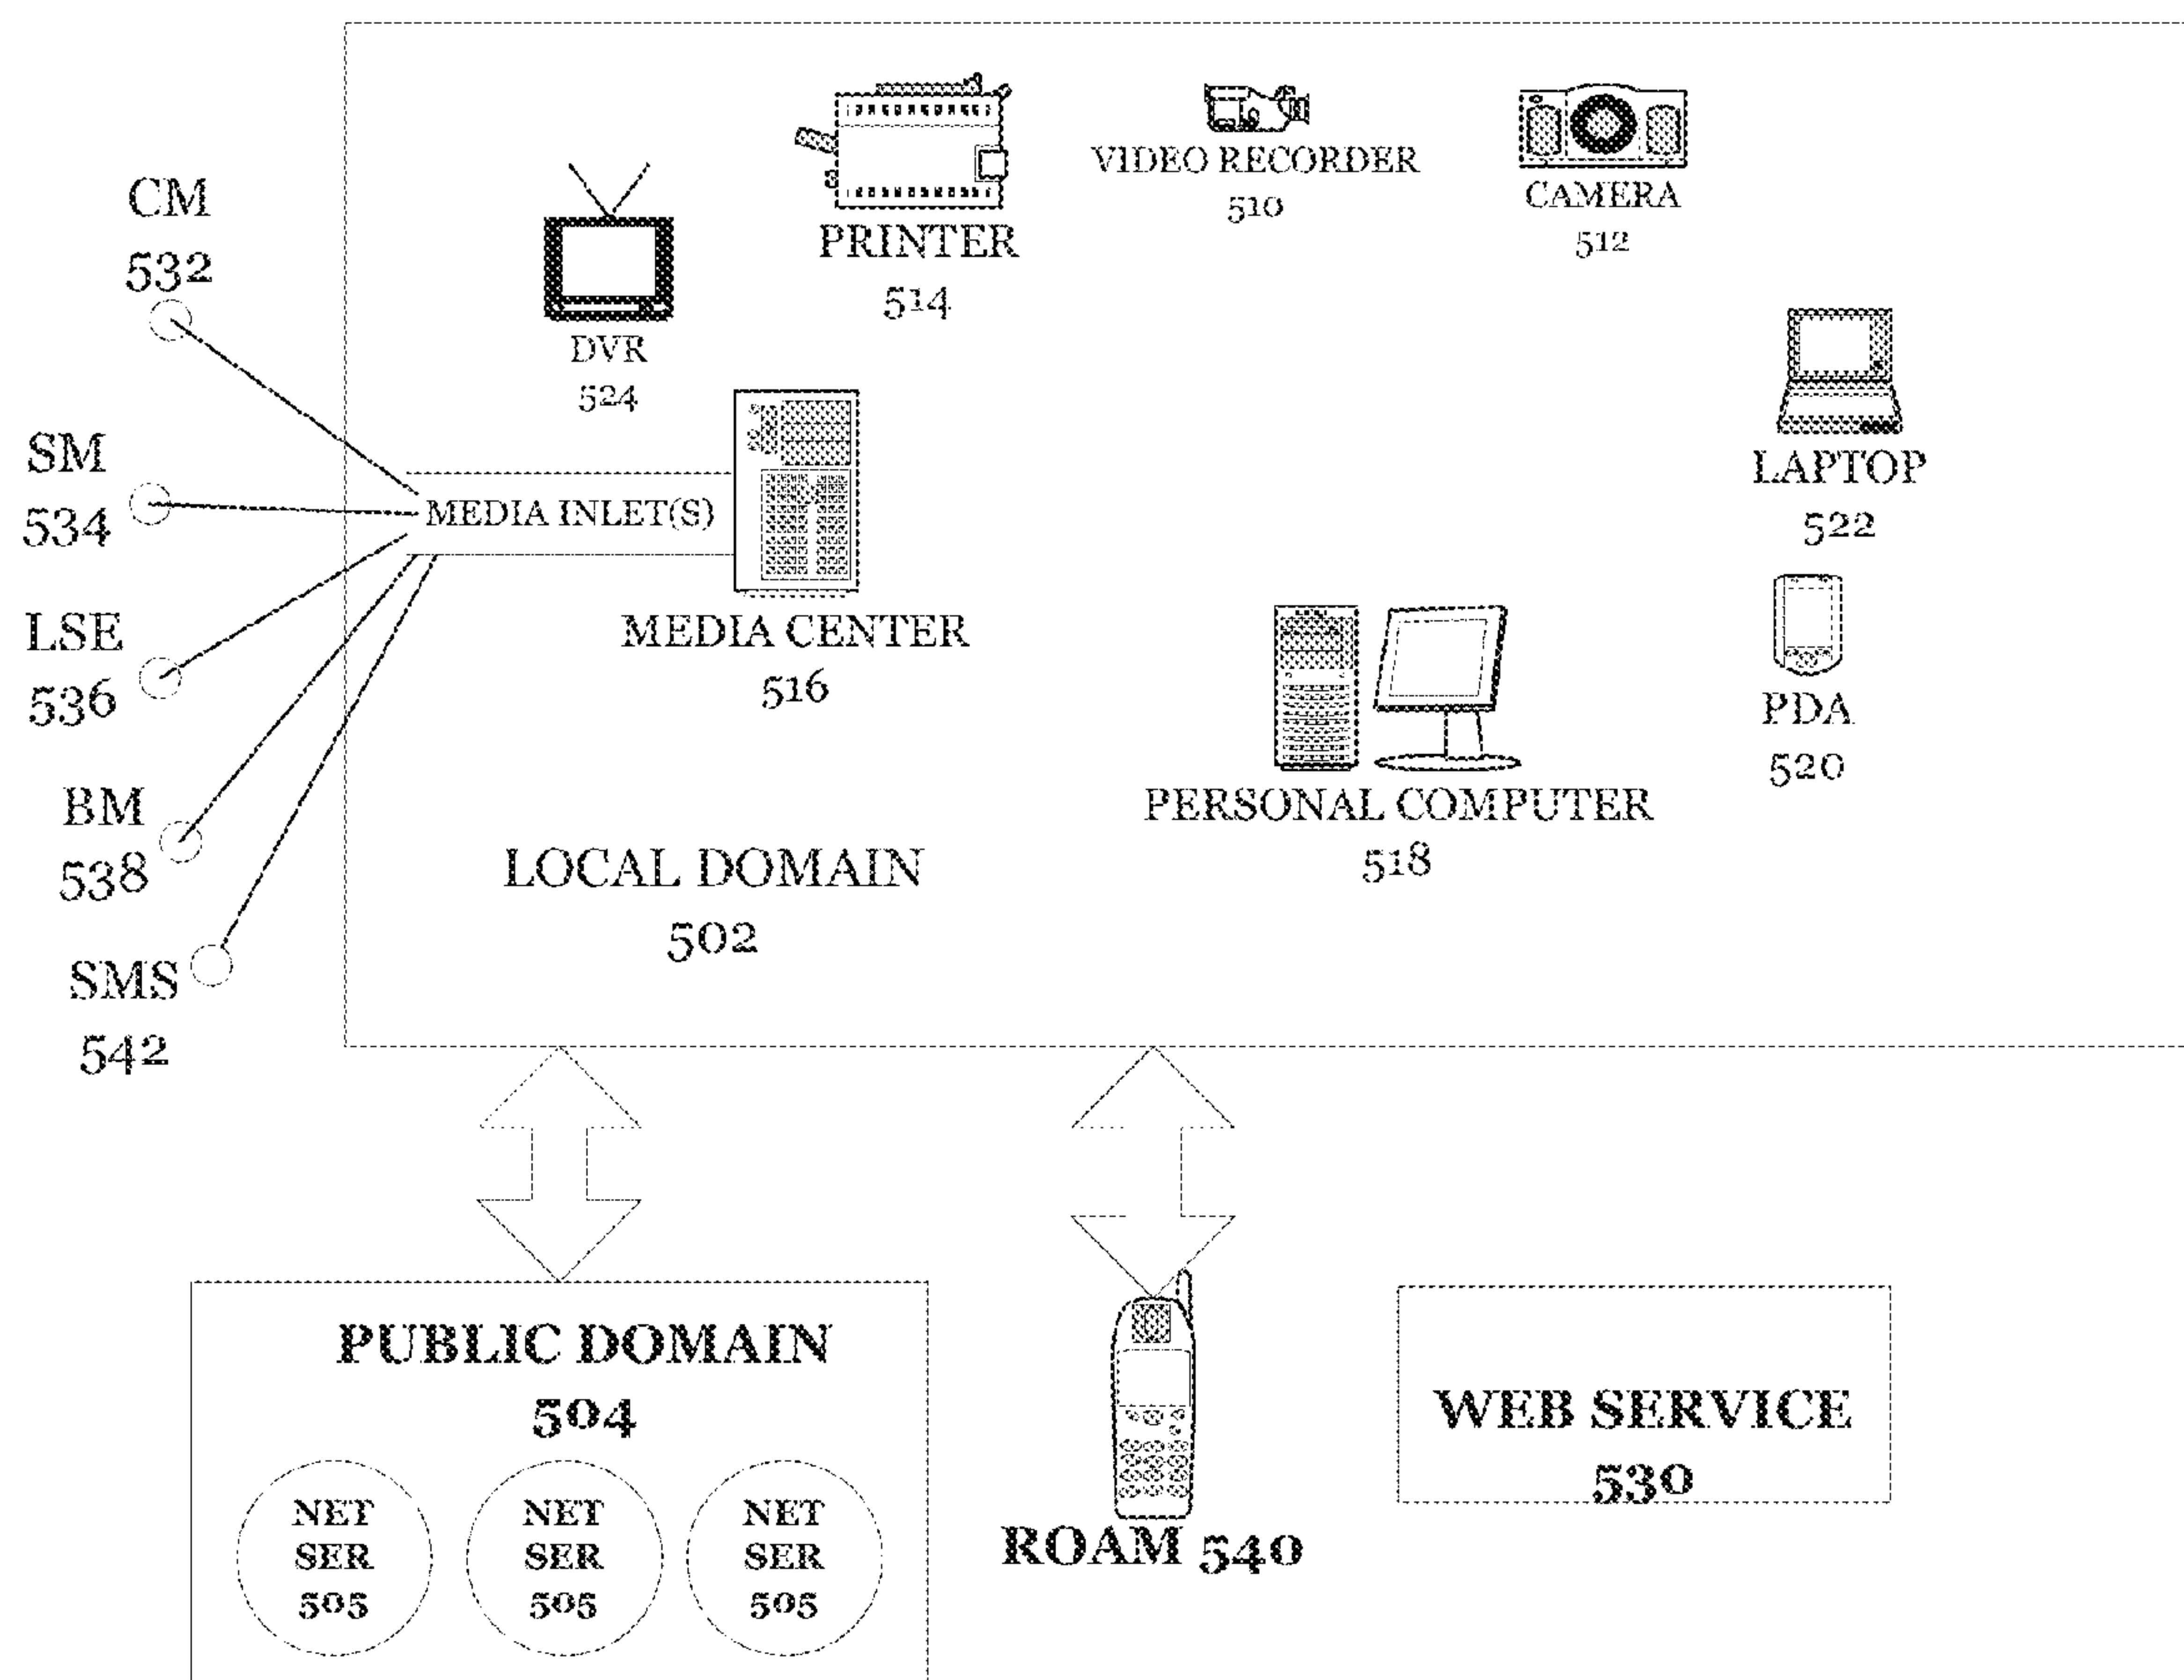 CM
532
SM
534
LSE
536
BM
538
SMS
542
PRINTER
514
VIDEO RECORDER
510
CAMERA
512
DVR
524
MEDIA INLET(S)
MEDIA CENTER
516
LAPTOP
522
PDA
520
PERSONAL COMPUTER
518
LOCAL DOMAIN
502
PUBLIC DOMAIN
504
NET
SER
505
NET
SER
505
NET
SER
505
ROAM 540
WEB SERVICE
530